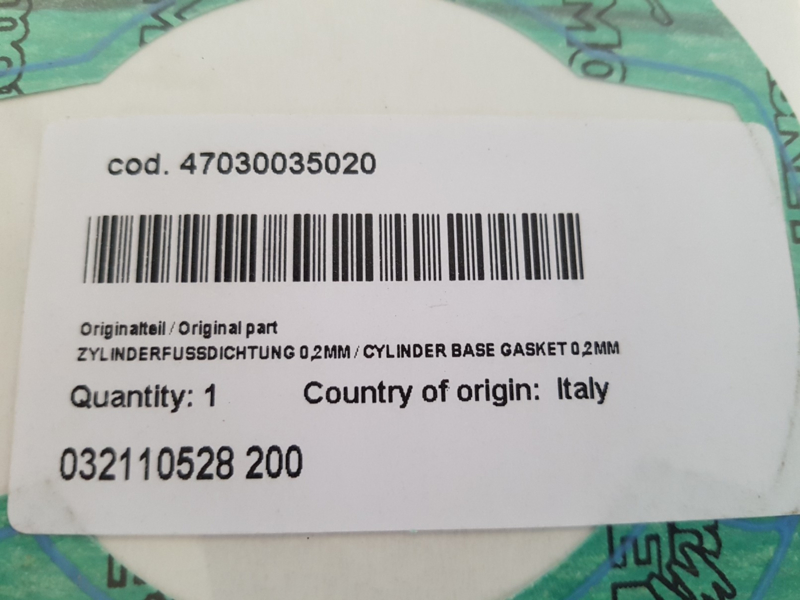 cod. 47030035020
Originalteil / Original part
ZYLINDERFUSSDICHTUNG 0,2MM / CYLINDER BASE GASKET 0,2MM
Quantity: 1 Country of origin: Italy
032110528 200